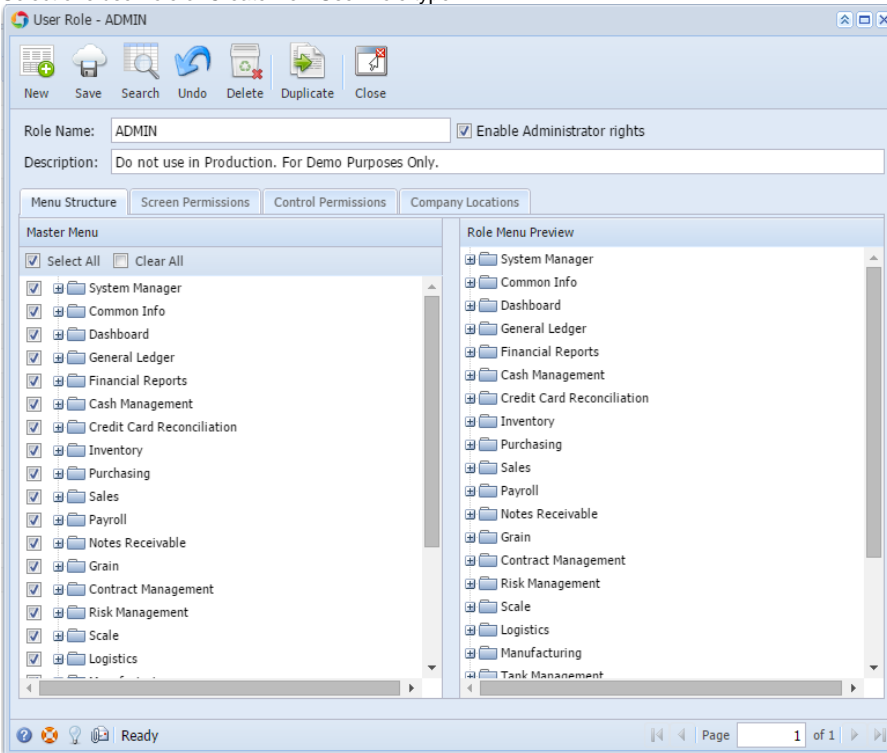 User Role - ADMIN
New Save Search Undo Delete Duplicate Close
Role Name: ADMIN Enable Administrator rights
Description: Do not use in Production. For Demo Purposes Only.
Menu Structure Screen Permissions Control Permissions Company Locations
Master Menu
Select All Clear All
System Manager
Common Info
Dashboard
General Ledger
Financial Reports
Cash Management
Credit Card Reconciliation
Inventory
Purchasing
Sales
Payroll
Notes Receivable
Grain
Contract Management
Risk Management
Scale
Logistics
Role Menu Preview
System Manager
Common Info
Dashboard
General Ledger
Financial Reports
Cash Management
Credit Card Reconciliation
Inventory
Purchasing
Sales
Payroll
Notes Receivable
Grain
Contract Management
Risk Management
Scale
Logistics
Manufacturing
Tank Management
Ready Page 1 of 1